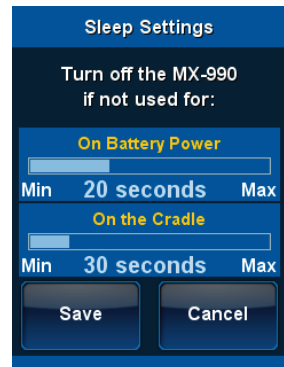 Sleep Settings
Turn off the MX-990
if not used for:
On Battery Power
Min 20 seconds Max
On the Cradle
Min 30 seconds Max
Save Cancel